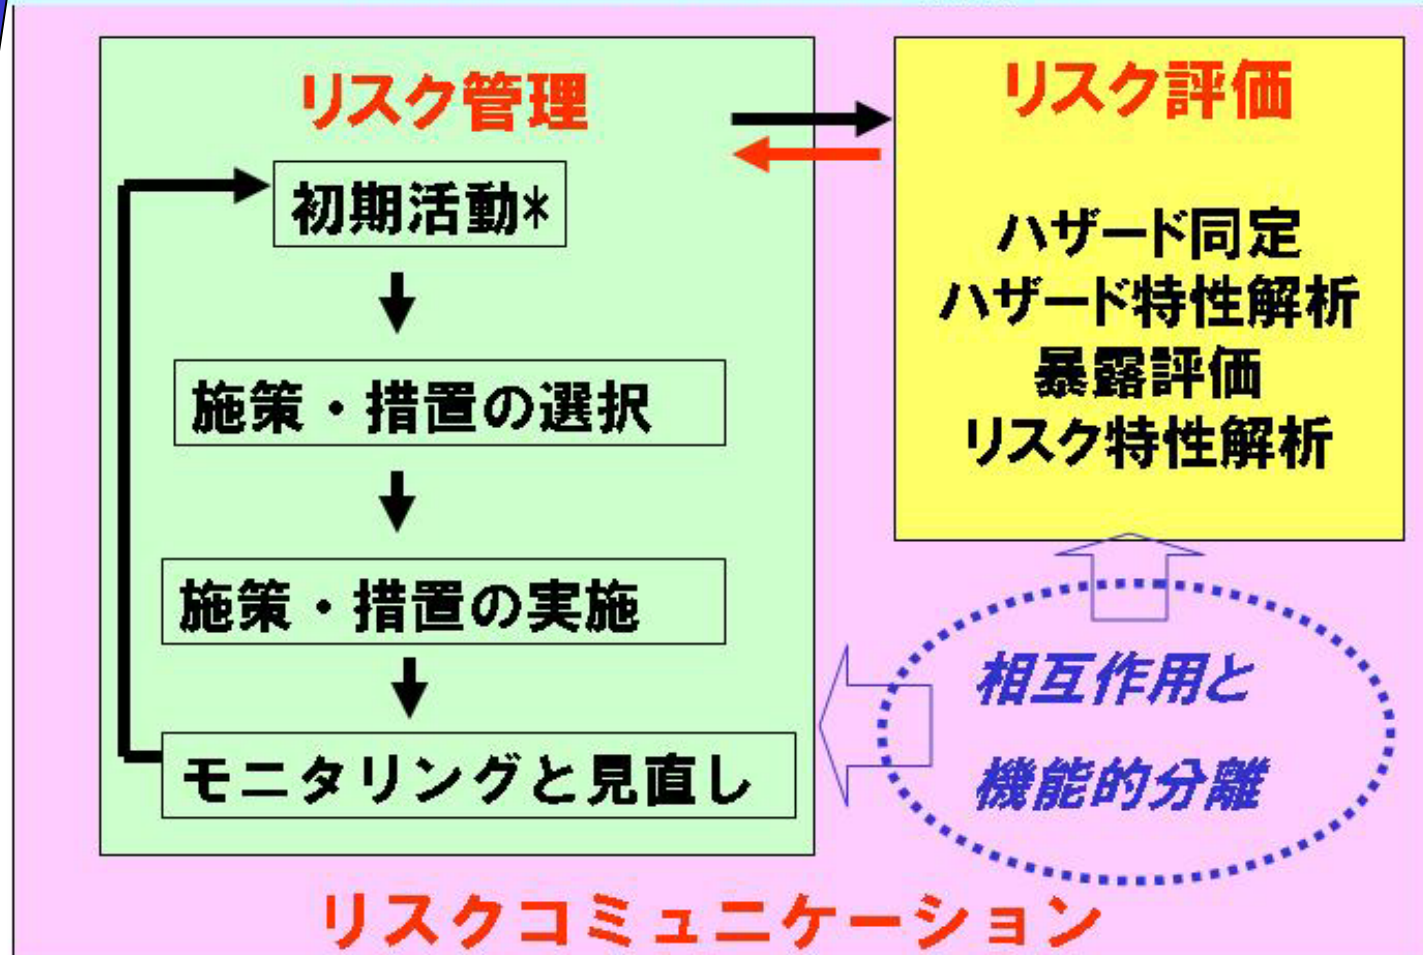 リスク管理
初期活動*
施策・措置の選択
施策・措置の実施
モニタリングと見直し
リスク評価
ハザード同定
ハザード特性解析
暴露評価
リスク特性解析
相互作用と
機能的分離
リスクコミュニケーション